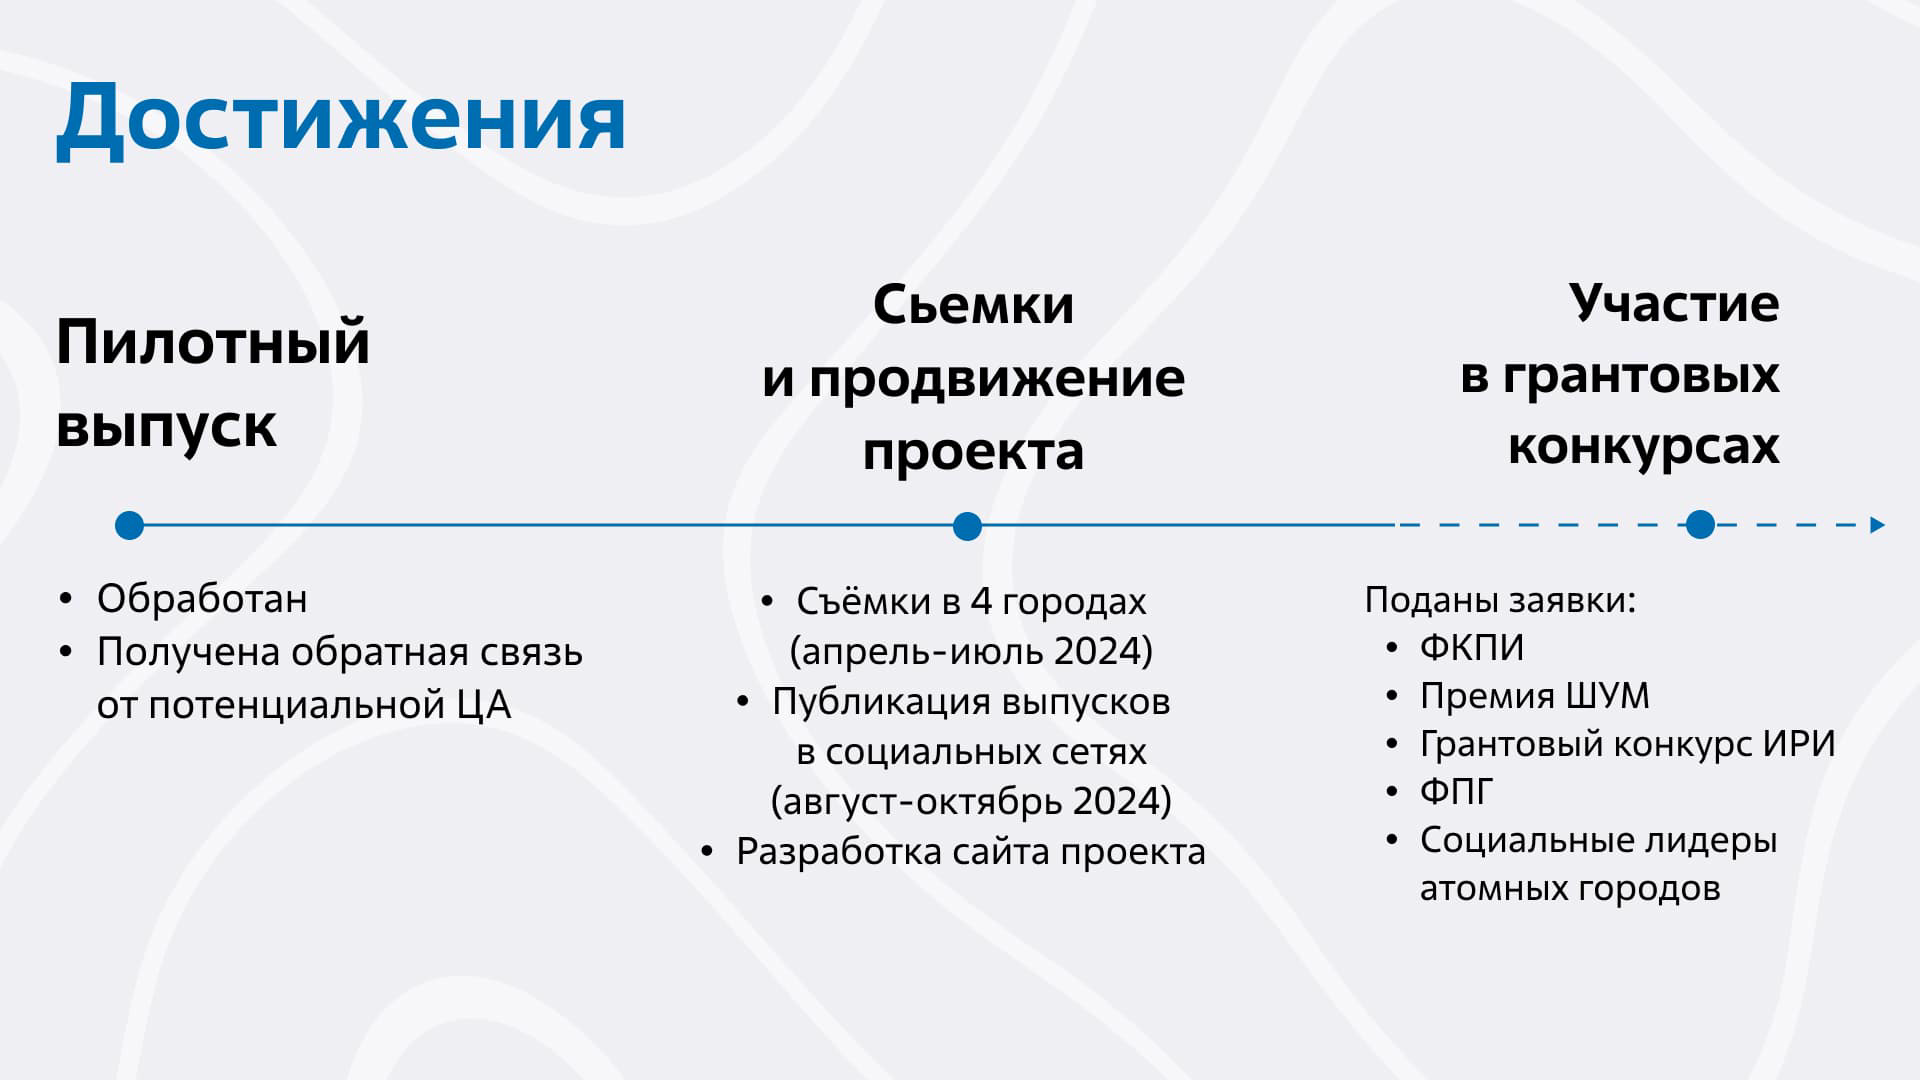 Достижения
Пилотный
выпуск
Сьемки
и продвижение
проекта
Участие
в грантовых
конкурсах
• Обработан
• Получена обратная связь
от потенциальной ЦА
• Съёмки в 4 городах
(апрель-июль 2024)
• Публикация выпусков
в социальных сетях
(август-октябрь 2024)
• Разработка сайта проекта
Поданы заявки:
• ФКПИ
• Премия ШУМ
• Грантовый конкурс ИРИ
• ФПГ
• Социальные лидеры
атомных городов